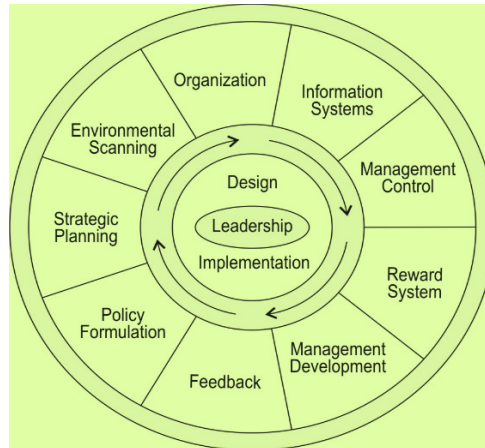 Organization
Information
Systems
Environmental
Scanning
Management
Control
Design
Strategic
Planning
Leadership
Implementation
Reward
System
Policy
Formulation
Management
Development
Feedback